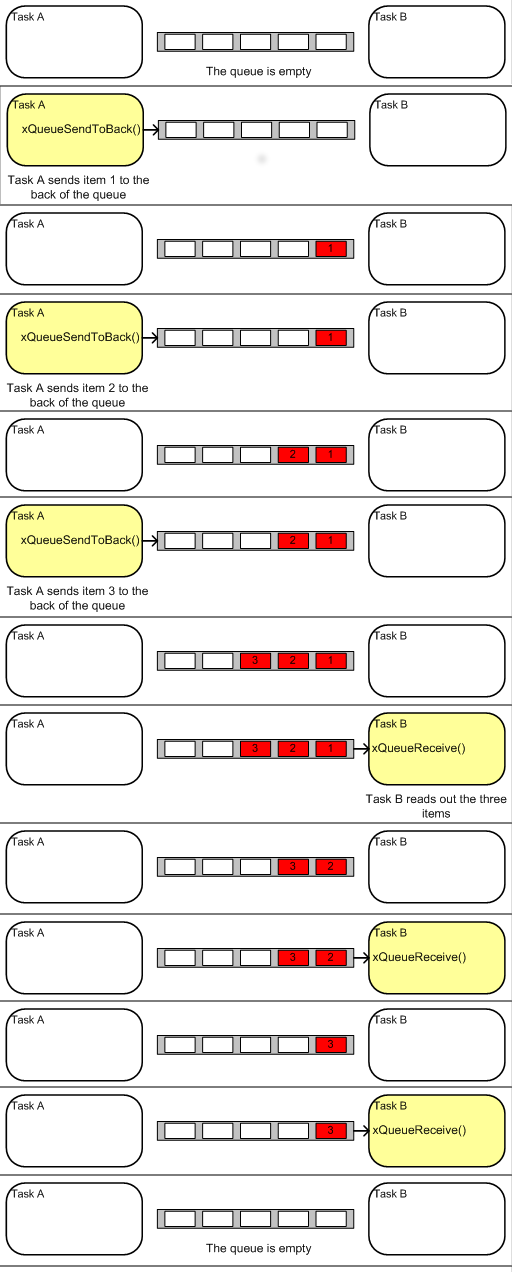 Task A
Task B
The queue is empty
Task A
xQueueSendToBack()
Task B
Task A sends item 1 to the
back of the queue
Task A
1
Task B
Task A
xQueueSendToBack()
1
Task B
Task A sends item 2 to the
back of the queue
Task A
2 1
Task B
Task A
xQueueSendToBack()
2 1
Task B
Task A sends item 3 to the
back of the queue
Task A
3 2 1
Task B
Task A
3 2 1
Task B
xQueueReceive()
Task B reads out the three
items
Task A
3 2
Task B
Task A
3 2
Task B
xQueueReceive()
Task A
3
Task B
Task A
3
Task B
xQueueReceive()
Task A
Task B
The queue is empty